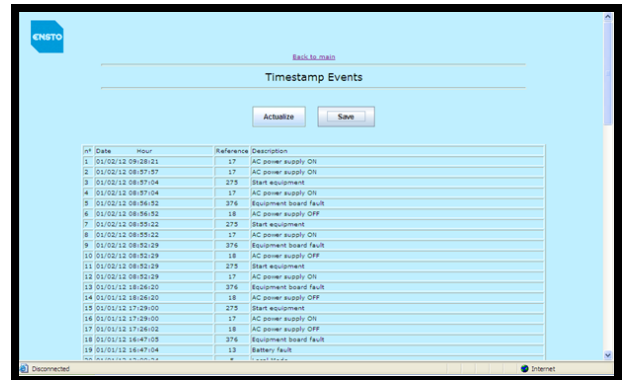 ENSTO
Back to main
Timestamp Events
Actualize Save
nº Date Hour Reference Description
1 01/02/12 09:28:21 17 AC power supply ON
2 01/02/12 08:57:57 17 AC power supply ON
3 01/02/12 08:57:04 275 Start equipment
4 01/02/12 08:57:04 17 AC power supply ON
5 01/02/12 08:56:52 376 Equipment board fault
6 01/02/12 08:56:52 18 AC power supply OFF
7 01/02/12 08:55:22 275 Start equipment
8 01/02/12 08:55:22 17 AC power supply ON
9 01/02/12 08:52:29 376 Equipment board fault
10 01/02/12 08:52:29 18 AC power supply OFF
11 01/02/12 08:52:29 275 Start equipment
12 01/02/12 08:52:29 17 AC power supply ON
13 01/01/12 18:26:20 376 Equipment board fault
14 01/01/12 18:26:20 18 AC power supply OFF
15 01/01/12 17:29:00 275 Start equipment
16 01/01/12 17:29:00 17 AC power supply ON
17 01/01/12 17:26:02 18 AC power supply OFF
18 01/01/12 16:47:05 376 Equipment board fault
19 01/01/12 16:47:04 13 Battery fault
Disconnected Internet